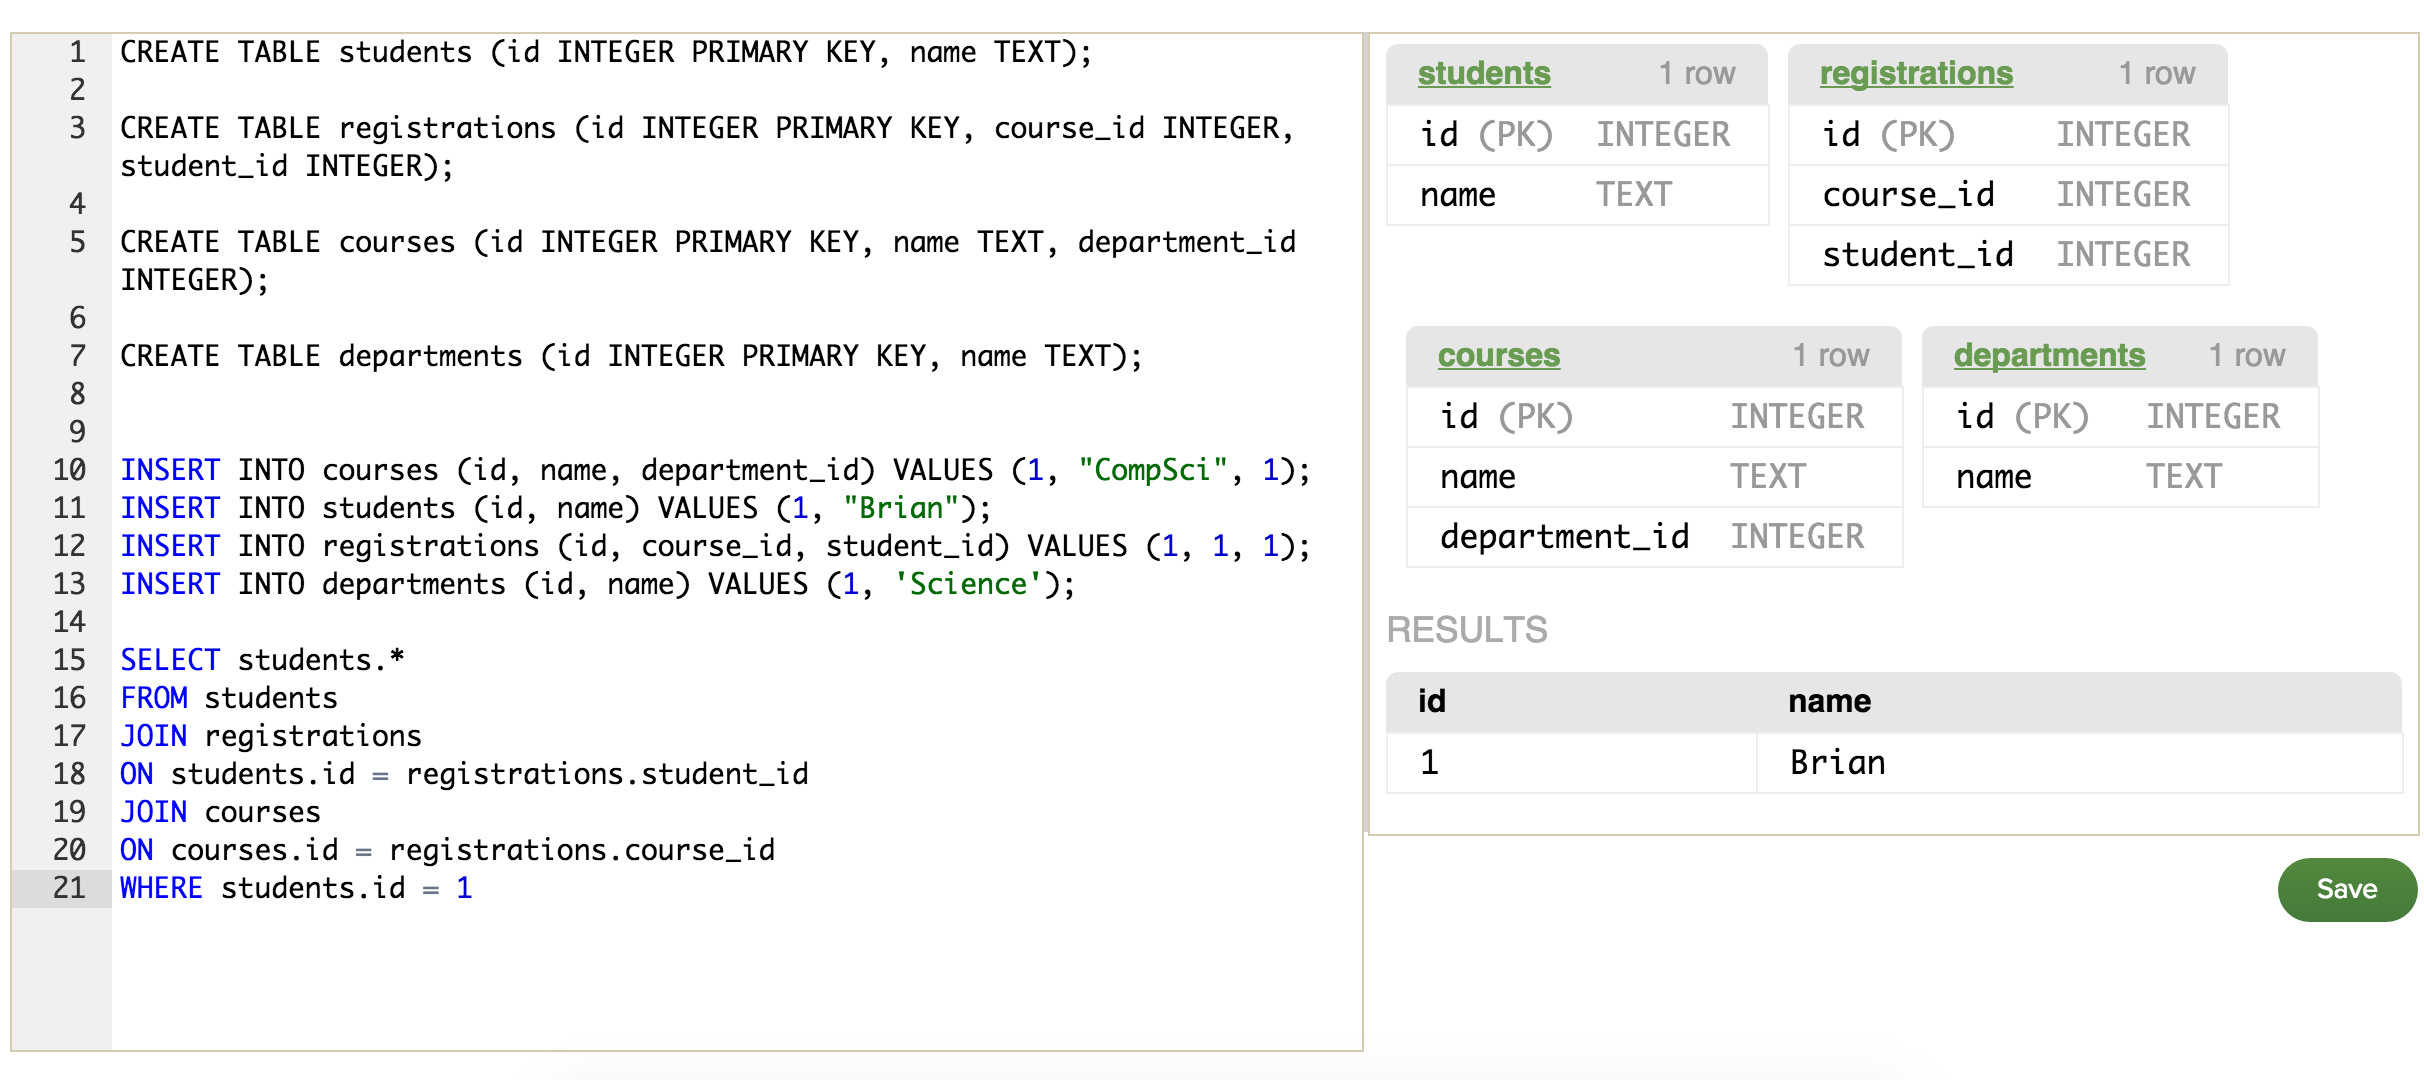 1 CREATE TABLE students (id INTEGER PRIMARY KEY, name TEXT);
2
3 CREATE TABLE registrations (id INTEGER PRIMARY KEY, course_id INTEGER,
student_id INTEGER);
4
5 CREATE TABLE courses (id INTEGER PRIMARY KEY, name TEXT, department_id
INTEGER);
6
7 CREATE TABLE departments (id INTEGER PRIMARY KEY, name TEXT);
8
9
10 INSERT INTO courses (id, name, department_id) VALUES (1, "CompSci", 1);
11 INSERT INTO students (id, name) VALUES (1, "Brian");
12 INSERT INTO registrations (id, course_id, student_id) VALUES (1, 1, 1);
13 INSERT INTO departments (id, name) VALUES (1, 'Science');
14
15 SELECT students.*
16 FROM students
17 JOIN registrations
18 ON students.id = registrations.student_id
19 JOIN courses
20 ON courses.id = registrations.course_id
21 WHERE students.id = 1
students 1 row
id (PK) INTEGER
name TEXT
registrations 1 row
id (PK) INTEGER
course_id INTEGER
student_id INTEGER
courses 1 row
id (PK) INTEGER
name TEXT
department_id INTEGER
departments 1 row
id (PK) INTEGER
name TEXT
RESULTS
id name
1 Brian
Save